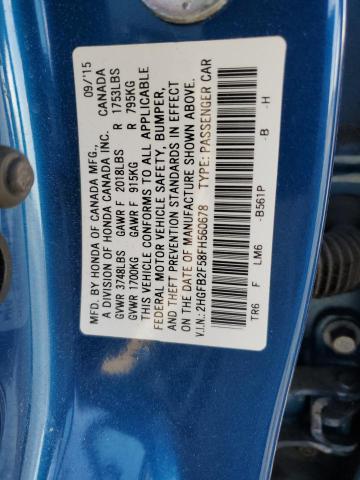 MFD. BY HONDA OF CANADA MFG., 09/'15
A DIVISION OF HONDA CANADA INC. CANADA
GVWR 3748LBS GAWR F 2018LBS R 1753LBS
GVWR 1700KG GAWR F 915KG R 795KG
THIS VEHICLE CONFORMS TO ALL APPLICABLE
FEDERAL MOTOR VEHICLE SAFETY, BUMPER,
AND THEFT PREVENTION STANDARDS IN EFFECT
ON THE DATE OF MANUFACTURE SHOWN ABOVE.
V.I.N.: 2HGFB2F58FH560678 TYPE: PASSENGER CAR
TR6 F LM6 -B561P -B -H